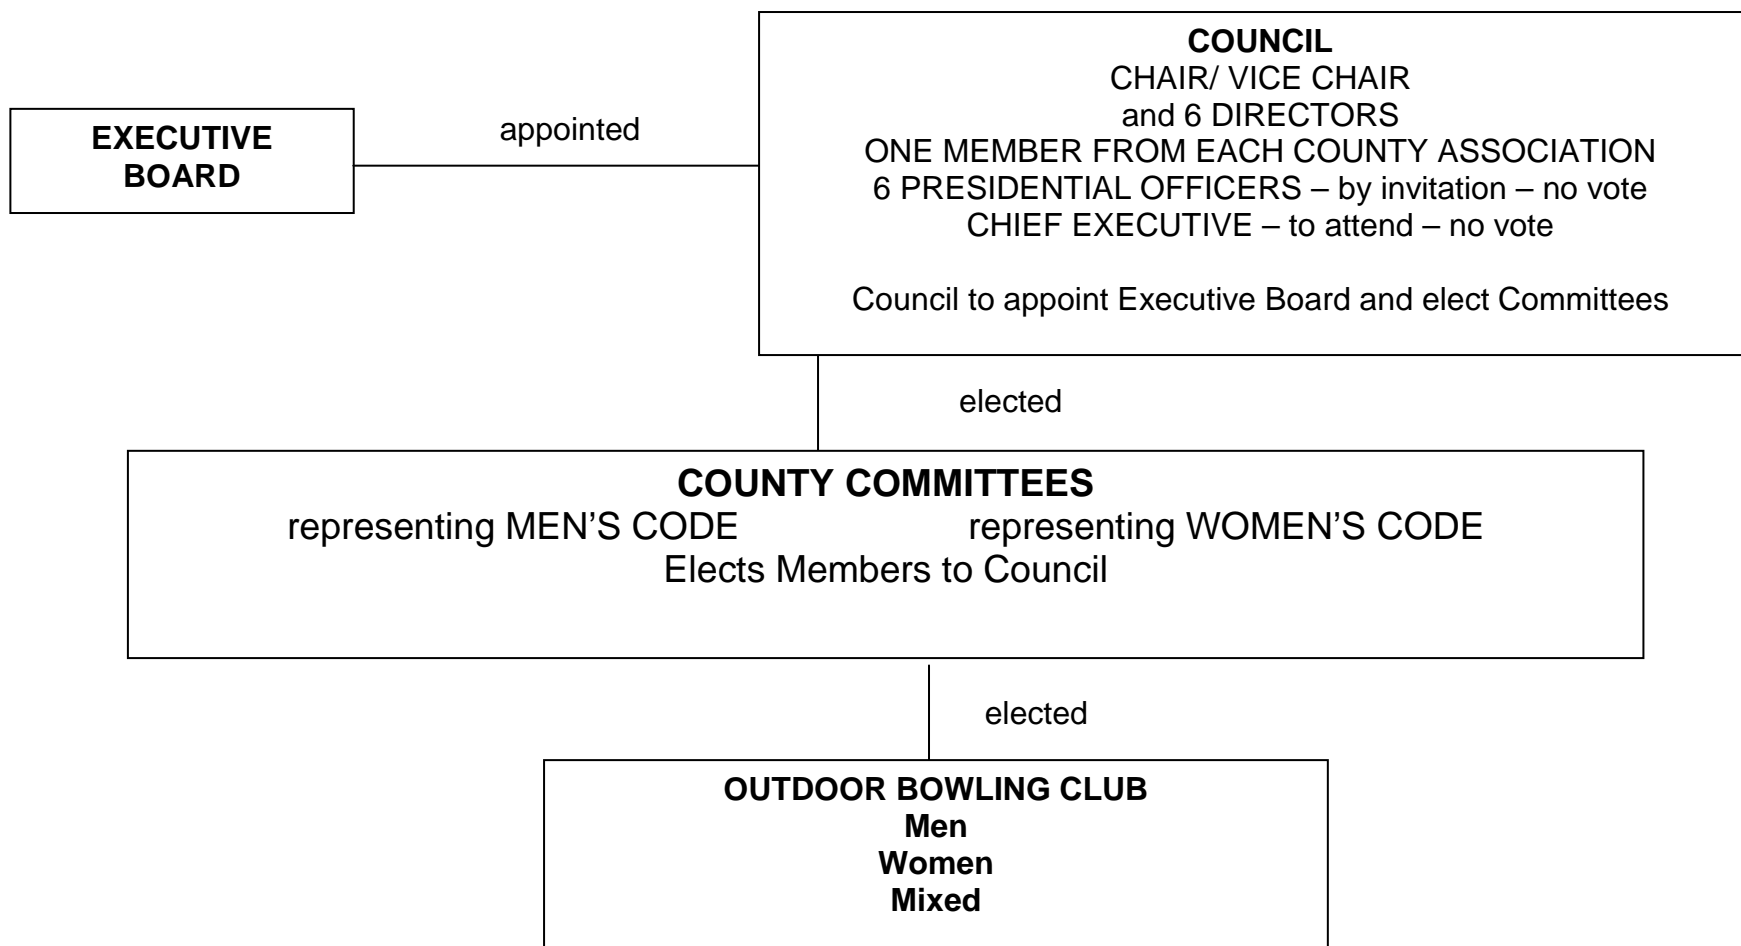 COUNCIL
CHAIR/ VICE CHAIR
and 6 DIRECTORS
ONE MEMBER FROM EACH COUNTY ASSOCIATION
6 PRESIDENTIAL OFFICERS – by invitation – no vote
CHIEF EXECUTIVE – to attend – no vote
Council to appoint Executive Board and elect Committees
EXECUTIVE
BOARD
appointed
elected
COUNTY COMMITTEES
representing MEN’S CODE representing WOMEN’S CODE
Elects Members to Council
elected
OUTDOOR BOWLING CLUB
Men
Women
Mixed